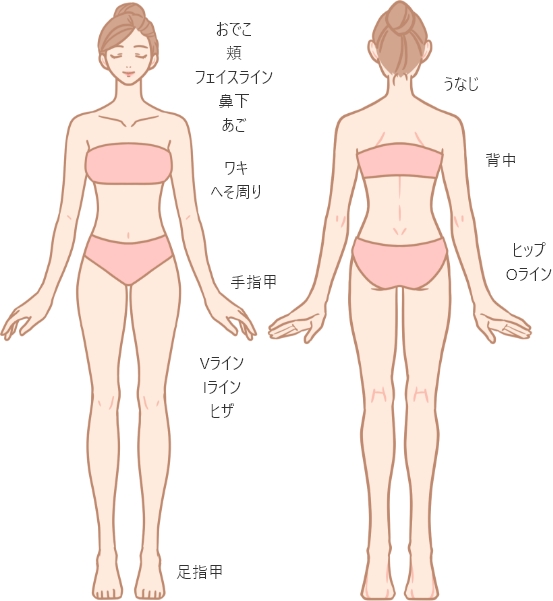 おでこ
頬
フェイスライン
鼻下
あご
ワキ
へそ周り
手指甲
Vライン
Iライン
ヒザ
足指甲
うなじ
背中
ヒップ
Oライン